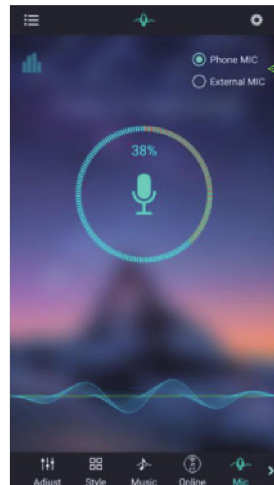 Phone MIC
External MIC
38%
Adjust
Style
Music
Online
Mic